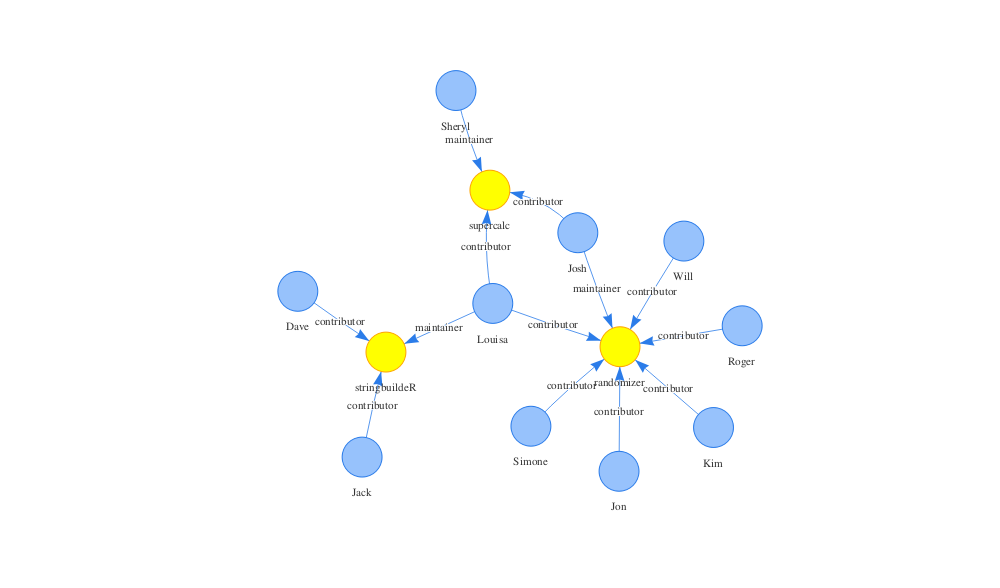 Sheryl
maintainer
contributor
supercalc
contributor
Josh
Will
maintainer
contributor
Dave
contributor
maintainer
Louisa
contributor
contributor
Roger
stringbuildeR
contributor
randomizer
contributor
contributor
contributor
Simone
Kim
Jack
Jon